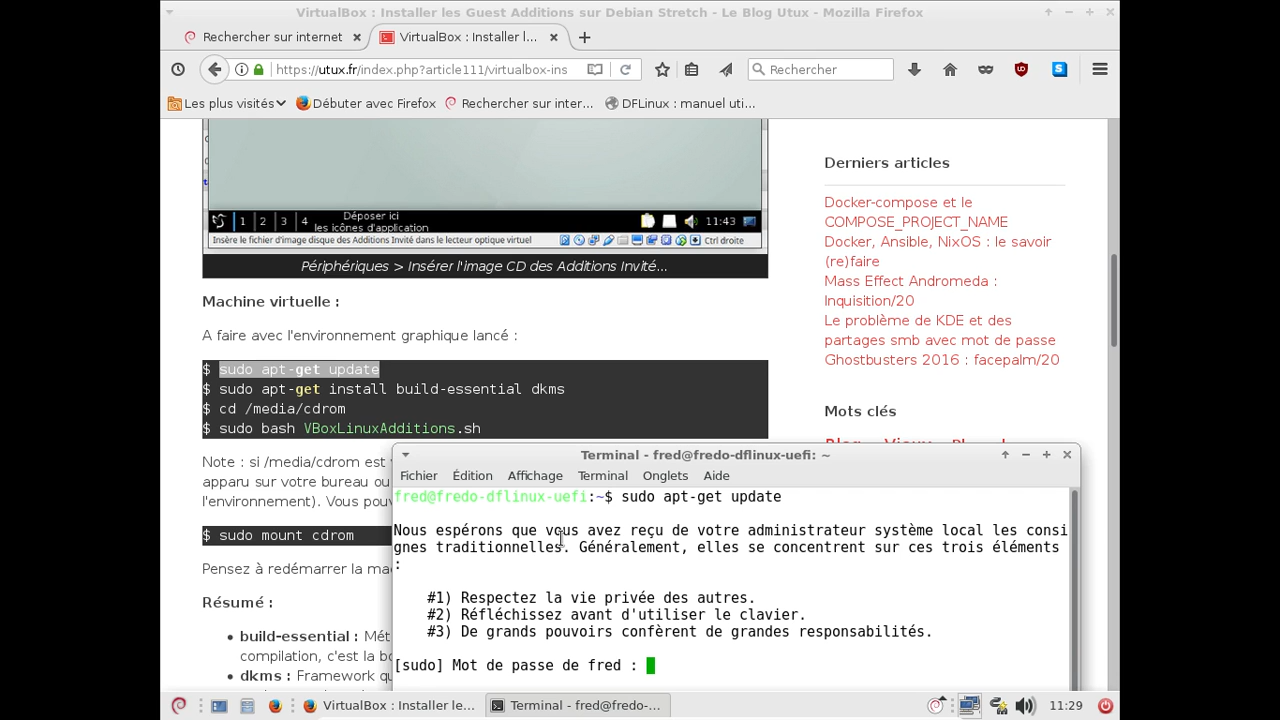 VirtualBox : Installer les Guest Additions sur Debian Stretch - Le Blog Utux - Mozilla Firefox
Rechercher sur internet
VirtualBox : Installer l...
https://utux.fr/index.php?article111/virtualbox-ins
Rechercher
Les plus visités
Débuter avec Firefox
Rechercher sur inter...
DFLinux : manuel uti...
1 2 3 4
Déposer ici
les icônes d'application
11:43
Insère le fichier d'image disque des Additions Invité dans le lecteur optique virtuel
Ctrl droite
Périphériques > Insérer l'image CD des Additions Invité...
Machine virtuelle :
A faire avec l'environnement graphique lancé :
$ sudo apt-get update
$ sudo apt-get install build-essential dkms
$ cd /media/cdrom
$ sudo bash VBoxLinuxAdditions.sh
Note : si /media/cdrom est
apparu sur votre bureau ou
l'environnement). Vous pouv
$ sudo mount cdrom
Pensez à redémarrer la ma
Résumé :
• build-essential : Mét
compilation, c'est la bo
• dkms : Framework qu
Derniers articles
Docker-compose et le
COMPOSE_PROJECT_NAME
Docker, Ansible, NixOS : le savoir
(re)faire
Mass Effect Andromeda :
Inquisition/20
Le problème de KDE et des
partages smb avec mot de passe
Ghostbusters 2016 : facepalm/20
Mots clés
Terminal - fred@fredo-dflinux-uefi: ~
Fichier Édition Affichage Terminal Onglets Aide
fred@fredo-dflinux-uefi:~$ sudo apt-get update
Nous espérons que vous avez reçu de votre administrateur système local les consi
gnes traditionnelles. Généralement, elles se concentrent sur ces trois éléments
:
#1) Respectez la vie privée des autres.
#2) Réfléchissez avant d'utiliser le clavier.
#3) De grands pouvoirs confèrent de grandes responsabilités.
[sudo] Mot de passe de fred :
VirtualBox : Installer le...
Terminal - fred@fredo-...
11:29